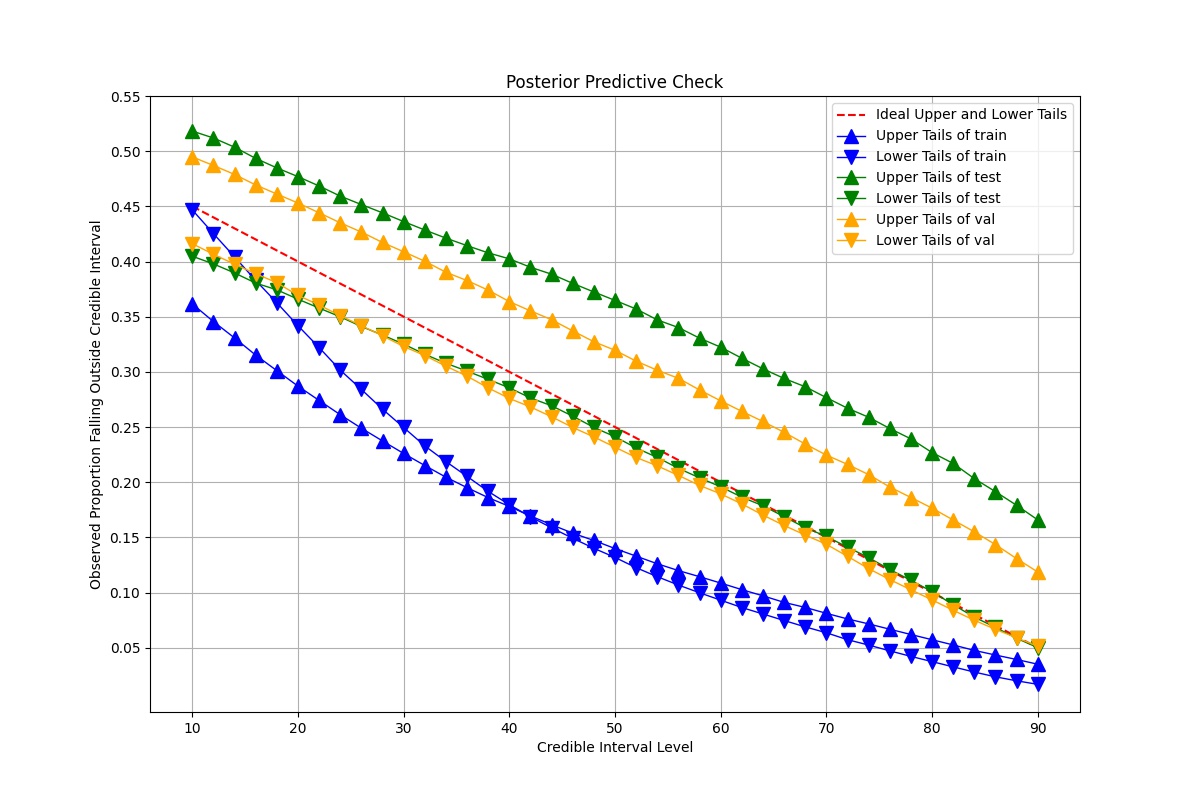 Posterior Predictive Check
Observed Proportion Falling Outside Credible Interval
0.55
0.50
0.45
0.40
0.35
0.30
0.25
0.20
0.15
0.10
0.05
Ideal Upper and Lower Tails
Upper Tails of train
Lower Tails of train
Upper Tails of test
Lower Tails of test
Upper Tails of val
Lower Tails of val
10 20 30 40 50 60 70 80 90
Credible Interval Level